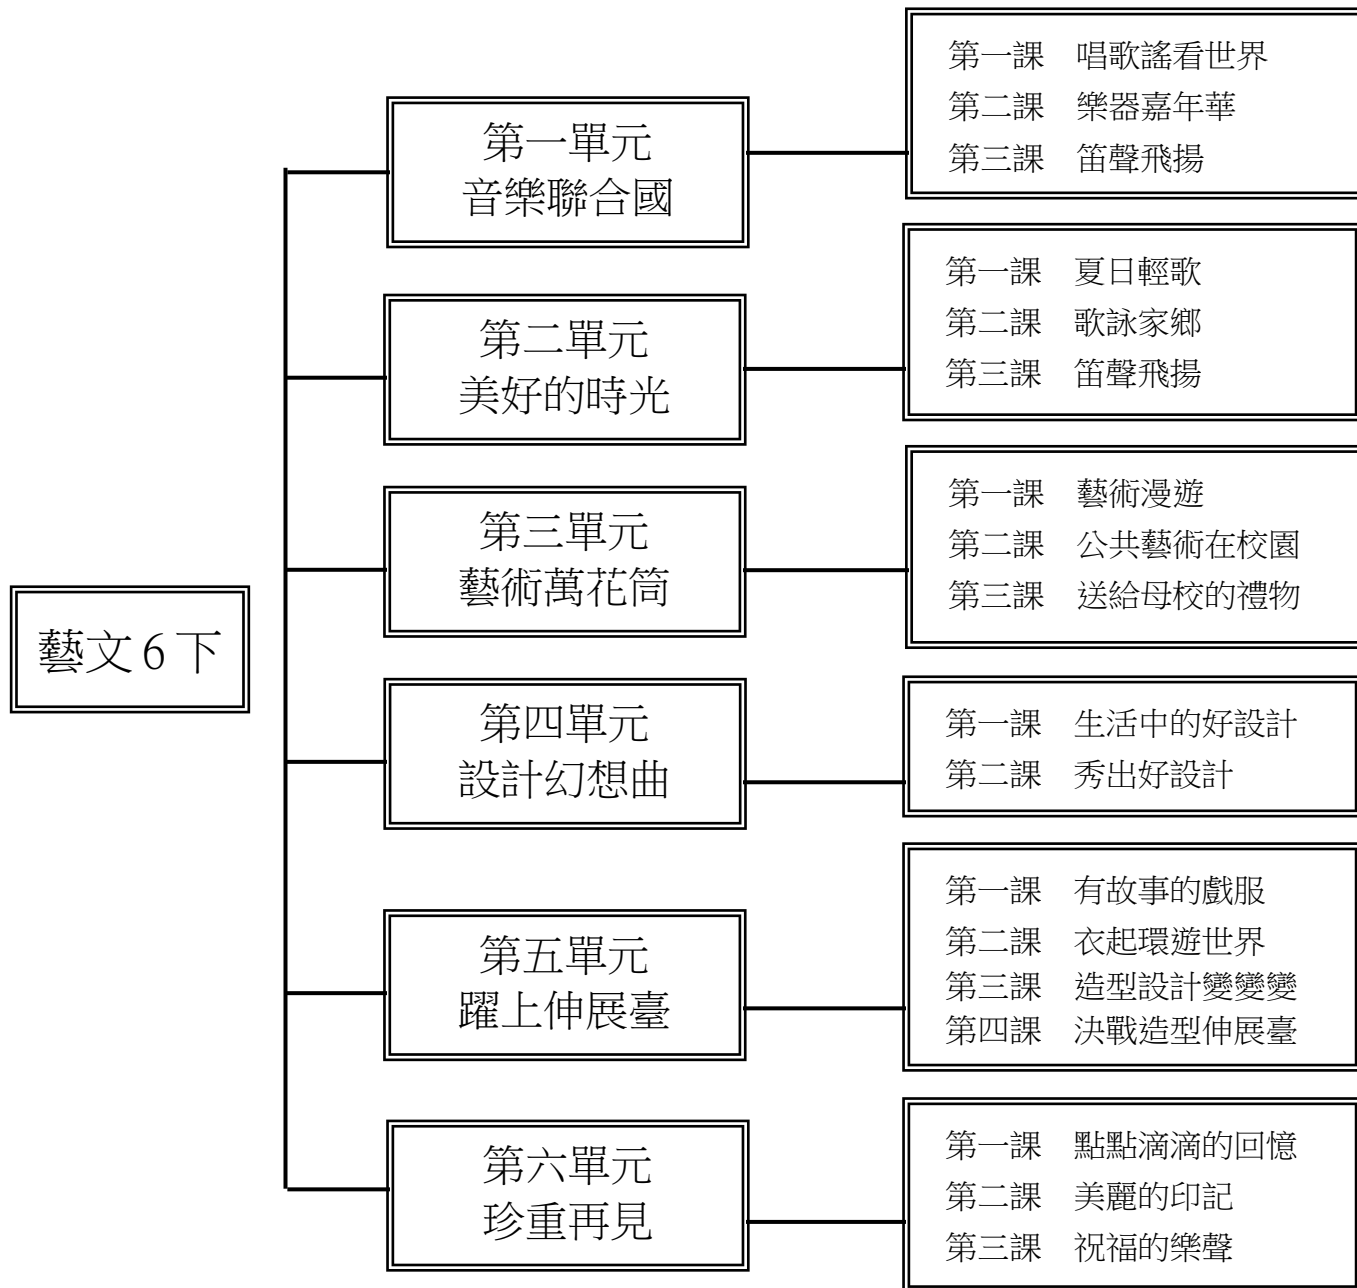 藝文6下
第一單元
音樂聯合國
第一課　唱歌謠看世界
第二課　樂器嘉年華
第三課　笛聲飛揚
第二單元
美好的時光
第一課　夏日輕歌
第二課　歌詠家鄉
第三課　笛聲飛揚
第三單元
藝術萬花筒
第一課　藝術漫遊
第二課　公共藝術在校園
第三課　送給母校的禮物
第四單元
設計幻想曲
第一課　生活中的好設計
第二課　秀出好設計
第五單元
躍上伸展臺
第一課　有故事的戲服
第二課　衣起環遊世界
第三課　造型設計變變變
第四課　決戰造型伸展臺
第六單元
珍重再見
第一課　點點滴滴的回憶
第二課　美麗的印記
第三課　祝福的樂聲